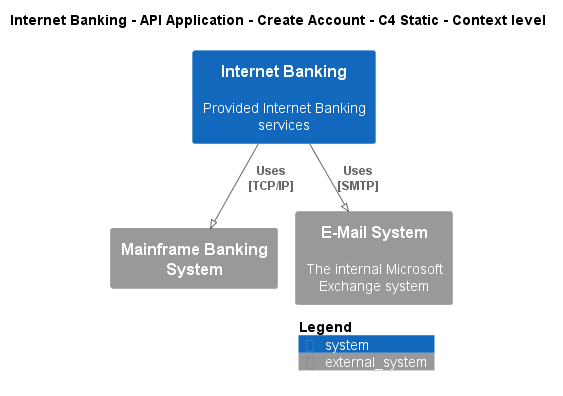 Internet Banking - API Application - Create Account - C4 Static - Context level
Internet Banking
Provided Internet Banking
services
Uses
[TCP/IP]
Uses
[SMTP]
Mainframe Banking
System
E-Mail System
The internal Microsoft
Exchange system
Legend
system
external_system